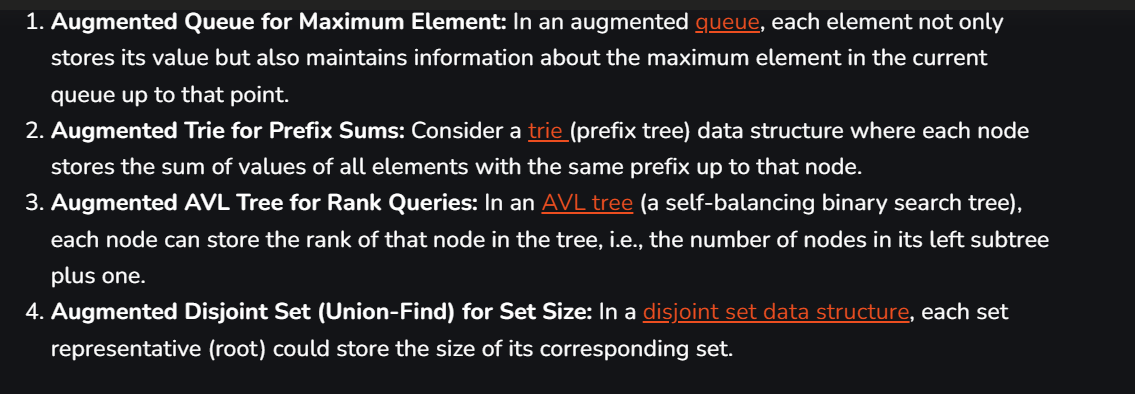 1. Augmented Queue for Maximum Element: In an augmented queue, each element not only
stores its value but also maintains information about the maximum element in the current
queue up to that point.
2. Augmented Trie for Prefix Sums: Consider a trie (prefix tree) data structure where each node
stores the sum of values of all elements with the same prefix up to that node.
3. Augmented AVL Tree for Rank Queries: In an AVL tree (a self-balancing binary search tree),
each node can store the rank of that node in the tree, i.e., the number of nodes in its left subtree
plus one.
4. Augmented Disjoint Set (Union-Find) for Set Size: In a disjoint set data structure, each set
representative (root) could store the size of its corresponding set.